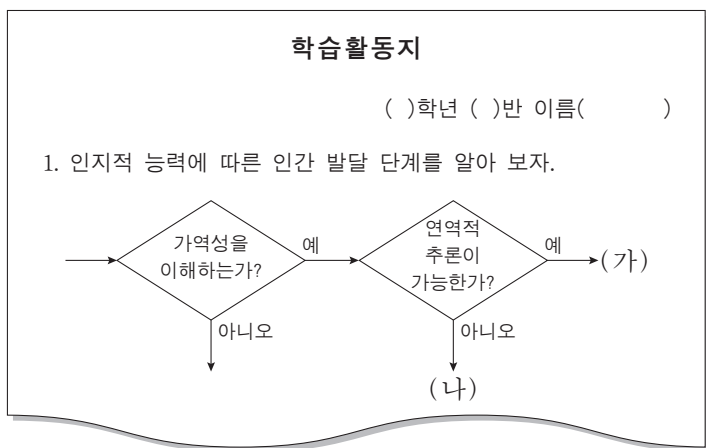 학습활동지
( )학년 ( )반 이름( )
1. 인지적 능력에 따른 인간 발달 단계를 알아 보자.
가역성을
이해하는가?
예
연역적
추론이
가능한가?
예
(가)
아니오
아니오
(나)